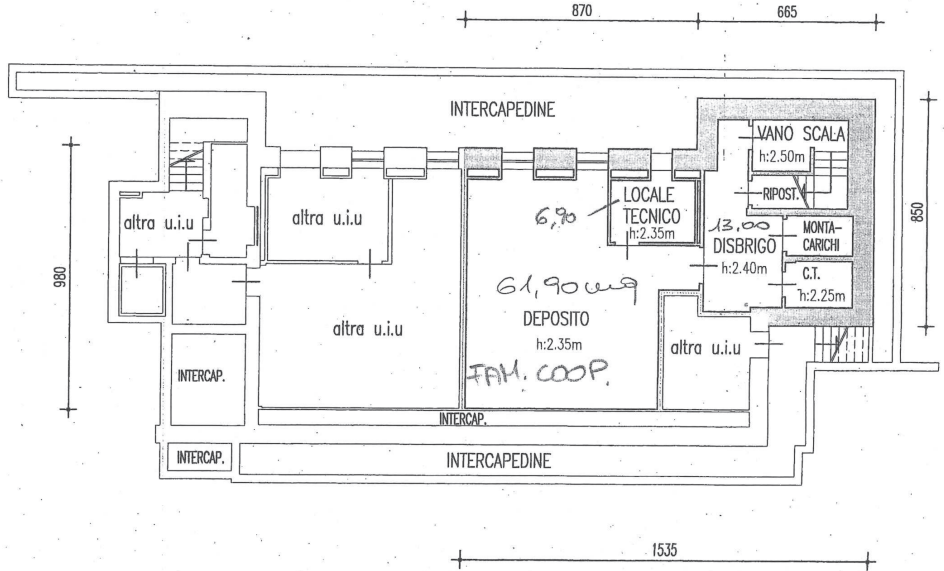 870
665
INTERCAPEDINE
VANO SCALA
h:2.50m
RIPOST.
LOCALE
TECNICO
h:2.35m
6,90
altra u.i.u
altra u.i.u
13.00
DISBRIGO
h:2.40m
MONTA-
CARICHI
850
980
C.T.
h:2.25m
61,90 mq
DEPOSITO
h:2.35m
FAM. COOP.
altra u.i.u
altra u.i.u
INTERCAP.
INTERCAP.
INTERCAP.
INTERCAPEDINE
1535